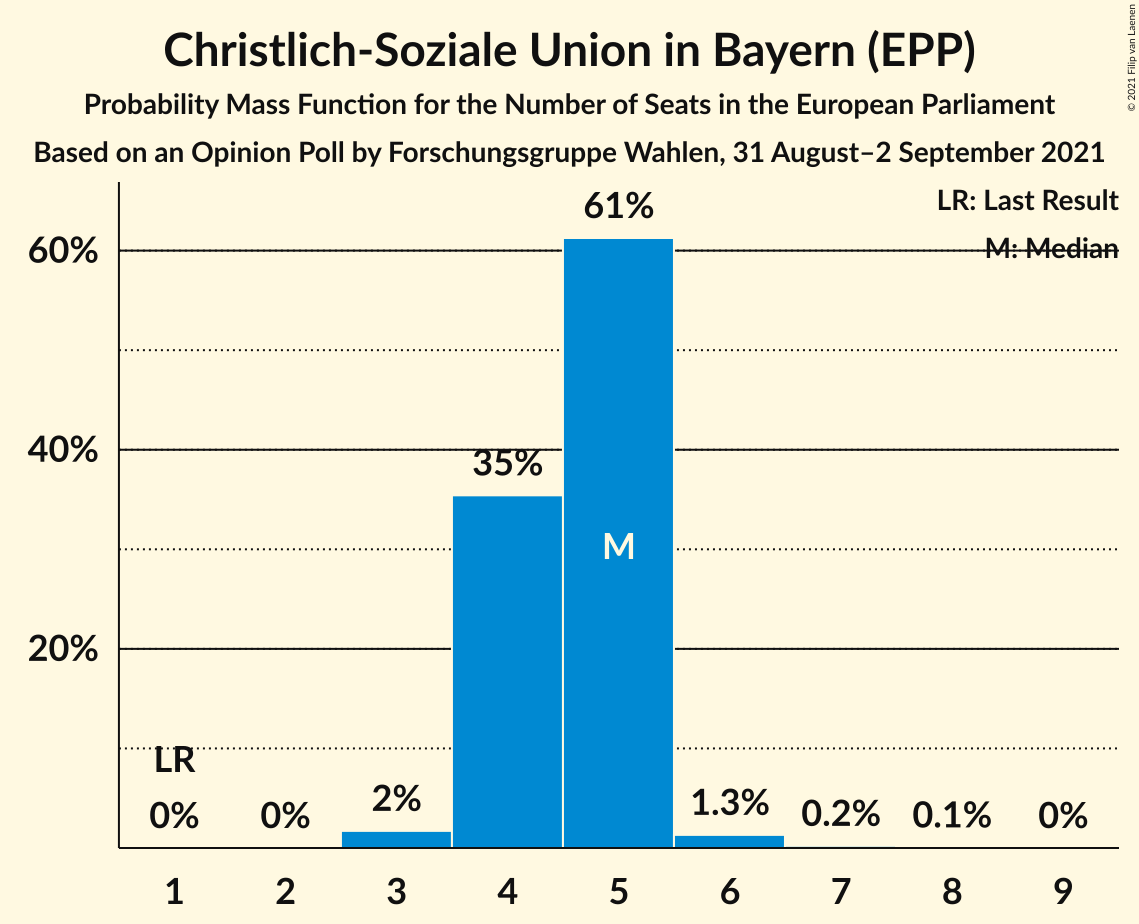 Christlich-Soziale Union in Bayern (EPP)
Probability Mass Function for the Number of Seats in the European Parliament
Based on an Opinion Poll by Forschungsgruppe Wahlen, 31 August–2 September 2021
© 2021 Filip van Laenen
LR: Last Result
M: Median
61%
60%
40%
35%
M
20%
LR
0% 0% 2% 1.3% 0.2% 0.1% 0%
1 2 3 4 5 6 7 8 9